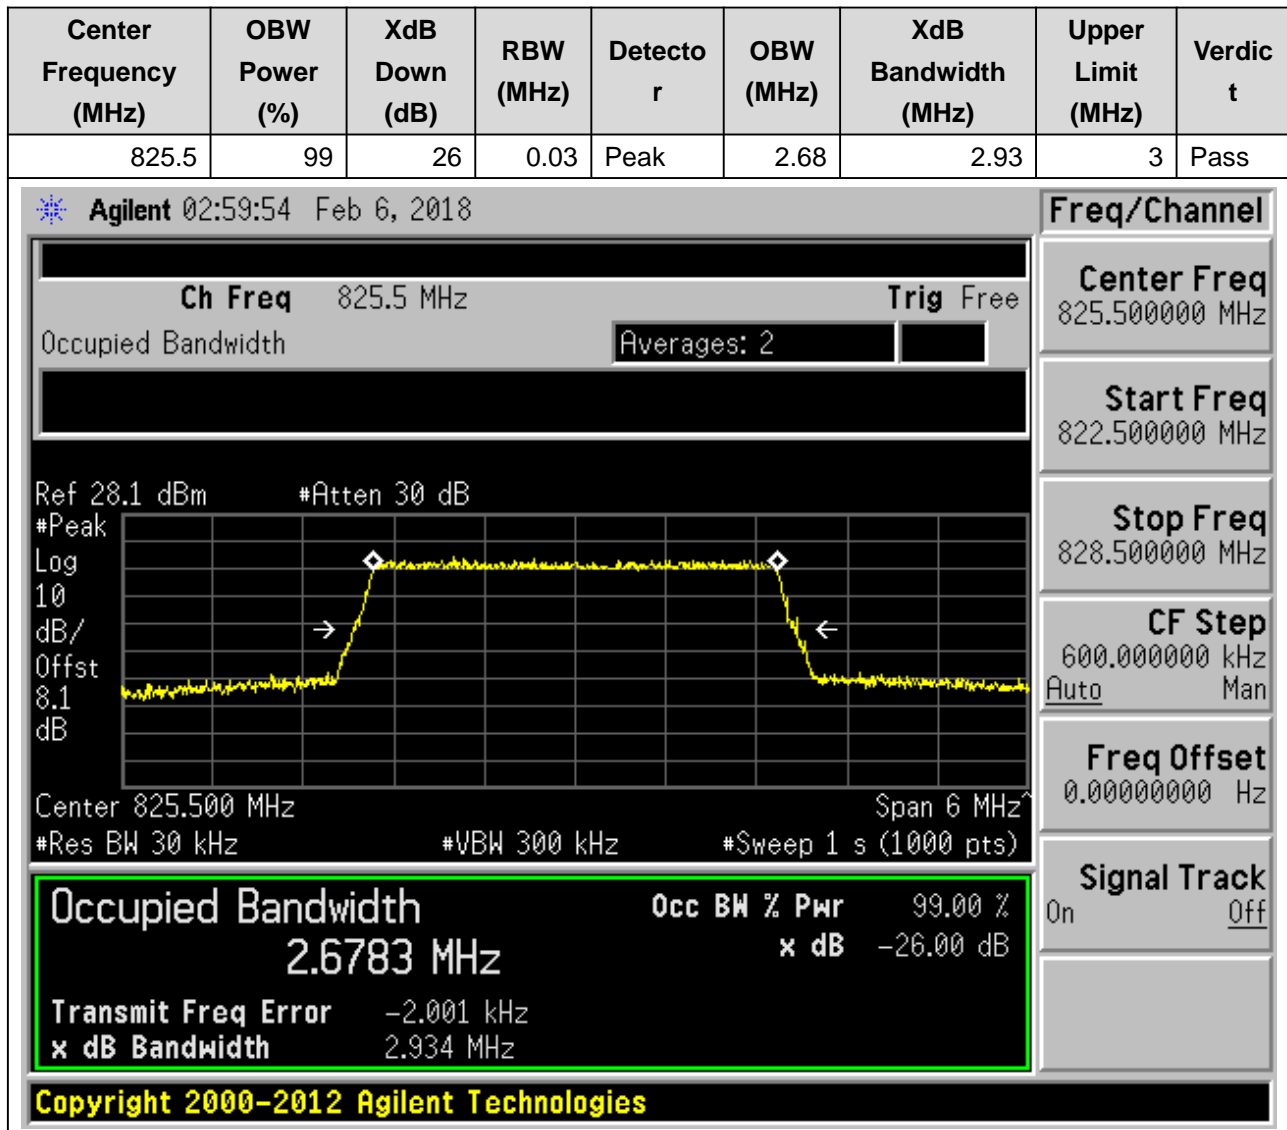 Center Frequency (MHz) OBW Power (%) XdB Down (dB) RBW (MHz) Detecto r OBW (MHz) XdB Bandwidth (MHz) Upper Limit (MHz) Verdic t
825.5 99 26 0.03 Peak 2.68 2.93 3 Pass
Agilent 02:59:54 Feb 6, 2018
Freq/Channel
Ch Freq 825.5 MHz Trig Free
Occupied Bandwidth Averages: 2
Ref 28.1 dBm #Atten 30 dB
#Peak
Log
10
dB/
Offst
8.1
dB
Center 825.500 MHz Span 6 MHz^
#Res BW 30 kHz #VBW 300 kHz #Sweep 1 s (1000 pts)
Occupied Bandwidth Occ BW % Pwr 99.00 %
2.6783 MHz x dB -26.00 dB
Transmit Freq Error -2.001 kHz
x dB Bandwidth 2.934 MHz
Copyright 2000-2012 Agilent Technologies
Center Freq
825.500000 MHz
Start Freq
822.500000 MHz
Stop Freq
828.500000 MHz
CF Step
600.000000 kHz
Auto Man
Freq Offset
0.00000000 Hz
Signal Track
On Off